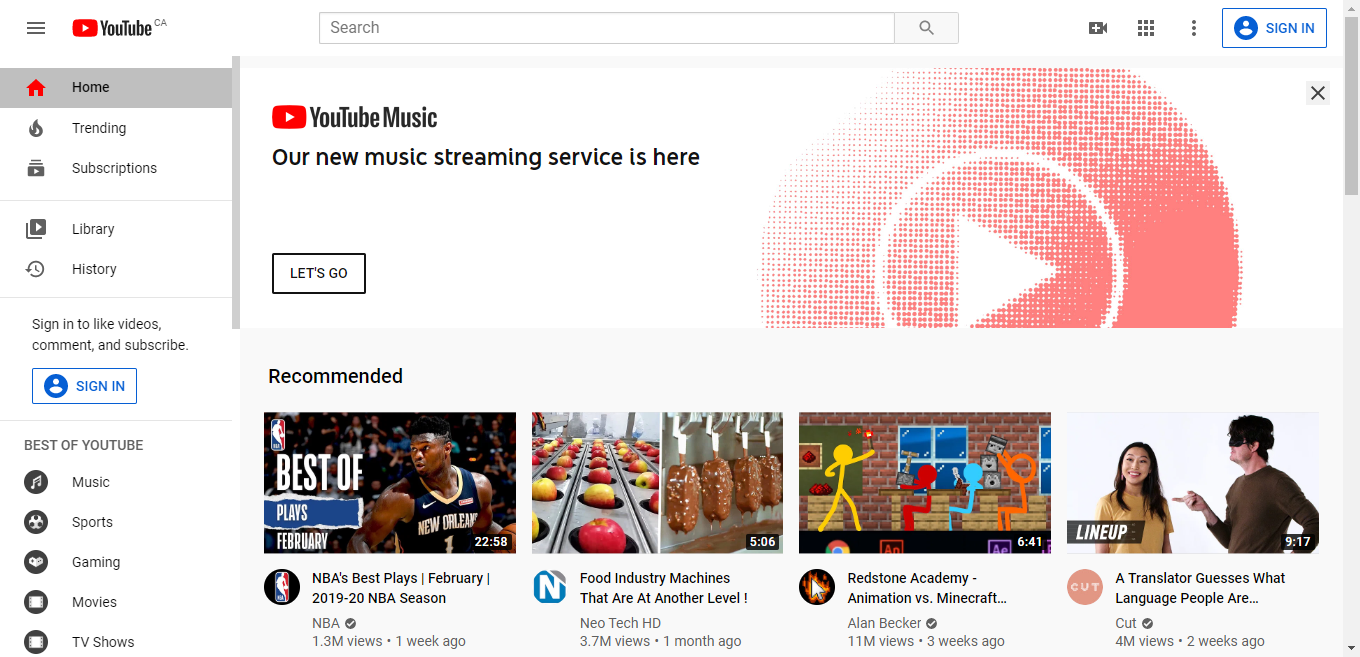 YouTube CA
Search
SIGN IN
Home
Trending
Subscriptions
Library
History
Sign in to like videos,
comment, and subscribe.
SIGN IN
BEST OF YOUTUBE
Music
Sports
Gaming
Movies
TV Shows
YouTube Music
Our new music streaming service is here
LET'S GO
Recommended
BEST OF
PLAYS
FEBRUARY
NEW ORLEANS
1
22:58
NBA's Best Plays | February |
2019-20 NBA Season
NBA
1.3M views • 1 week ago
5:06
N
Food Industry Machines
That Are At Another Level !
Neo Tech HD
3.7M views • 1 month ago
An
Ae
6:41
Redstone Academy -
Animation vs. Minecraft...
Alan Becker
11M views • 3 weeks ago
LINEUP
9:17
CUT
A Translator Guesses What
Language People Are...
Cut
4M views • 2 weeks ago